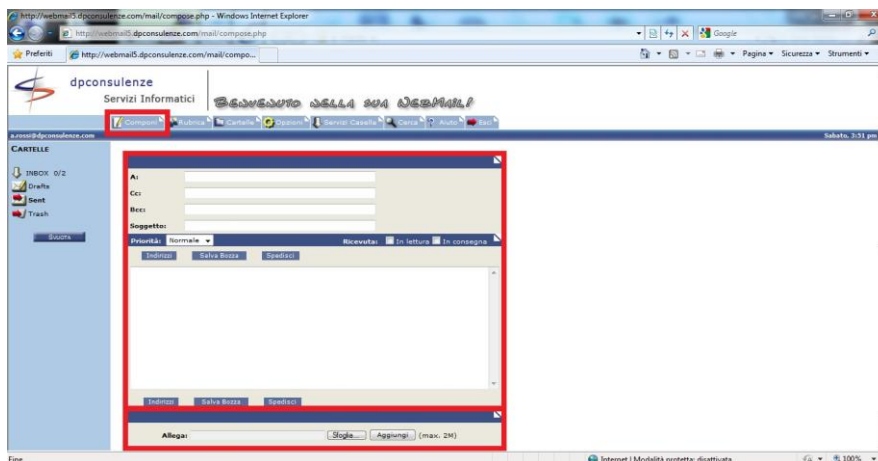 http://webmail5.dpconsulenze.com/mail/compose.php - Windows Internet Explorer
http://webmail5.dpconsulenze.com/mail/compose.php
Google
Preferiti
http://webmail5.dpconsulenze.com/mail/compo...
Pagina
Sicurezza
Strumenti
dpconsulenze
Servizi Informatici
Benvenuto nella sua WebMail!
Componi
Rubrica
Cartelle
Opzioni
Servizi Caselle
Cerca
Aiuto
Esci
a.rossi@dpconsulenze.com
Sabato, 3:51 pm
CARTELLE
INBOX 0/2
Drafts
Sent
Trash
Svuota
A:
Cc:
Bcc:
Soggetto:
Priorità: Normale
Ricevuta: In lettura In consegna
Indirizzi Salva Bozza Spedisci
Indirizzi Salva Bozza Spedisci
Allega: Sfoglia... Aggiungi (max. 2M)
Fine
Internet | Modalità protetta: disattivata
100%